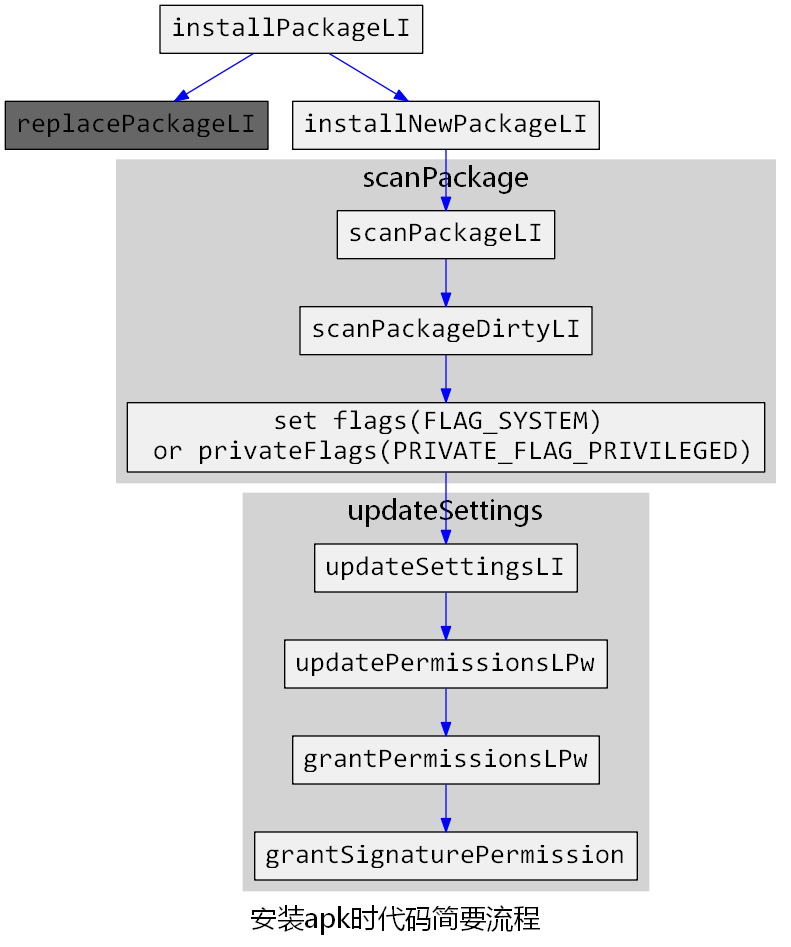 installPackageLI
replacePackageLI
installNewPackageLI
scanPackage
scanPackageLI
scanPackageDirtyLI
set flags(FLAG_SYSTEM)
or privateFlags(PRIVATE_FLAG_PRIVILEGED)
updateSettings
updateSettingsLI
updatePermissionsLPw
grantPermissionsLPw
grantSignaturePermission
安装apk时代码简要流程